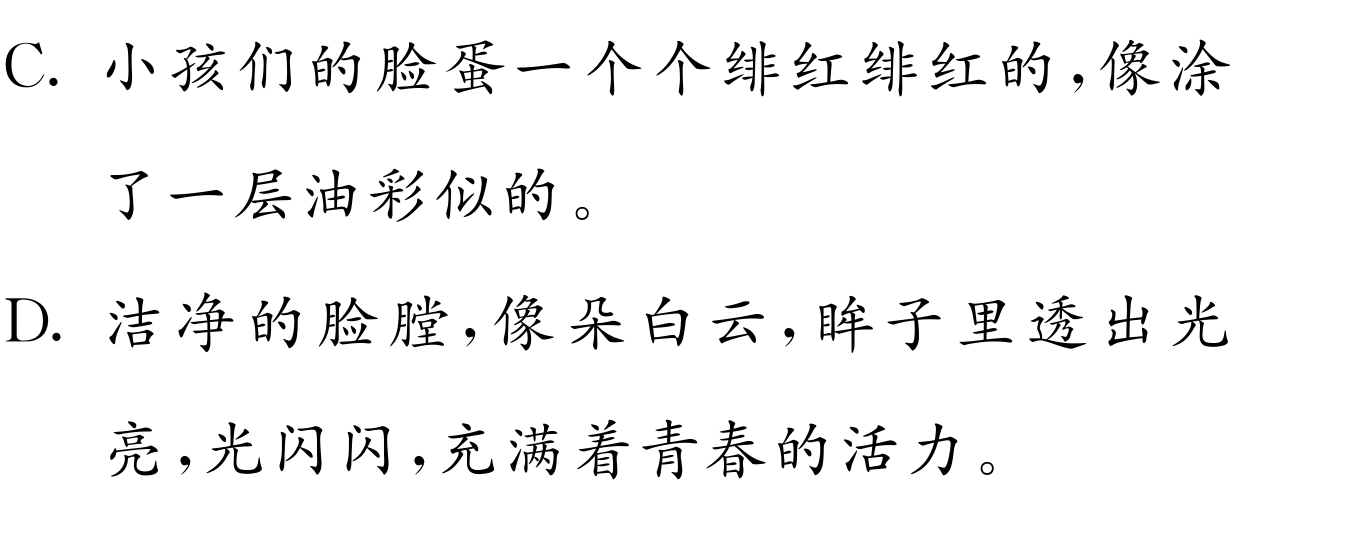 C. 小孩们的脸蛋一个个绯红绯红的,像涂
了一层油彩似的。
D. 洁净的脸膛,像朵白云,眸子里透出光
亮,光闪闪,充满着青春的活力。